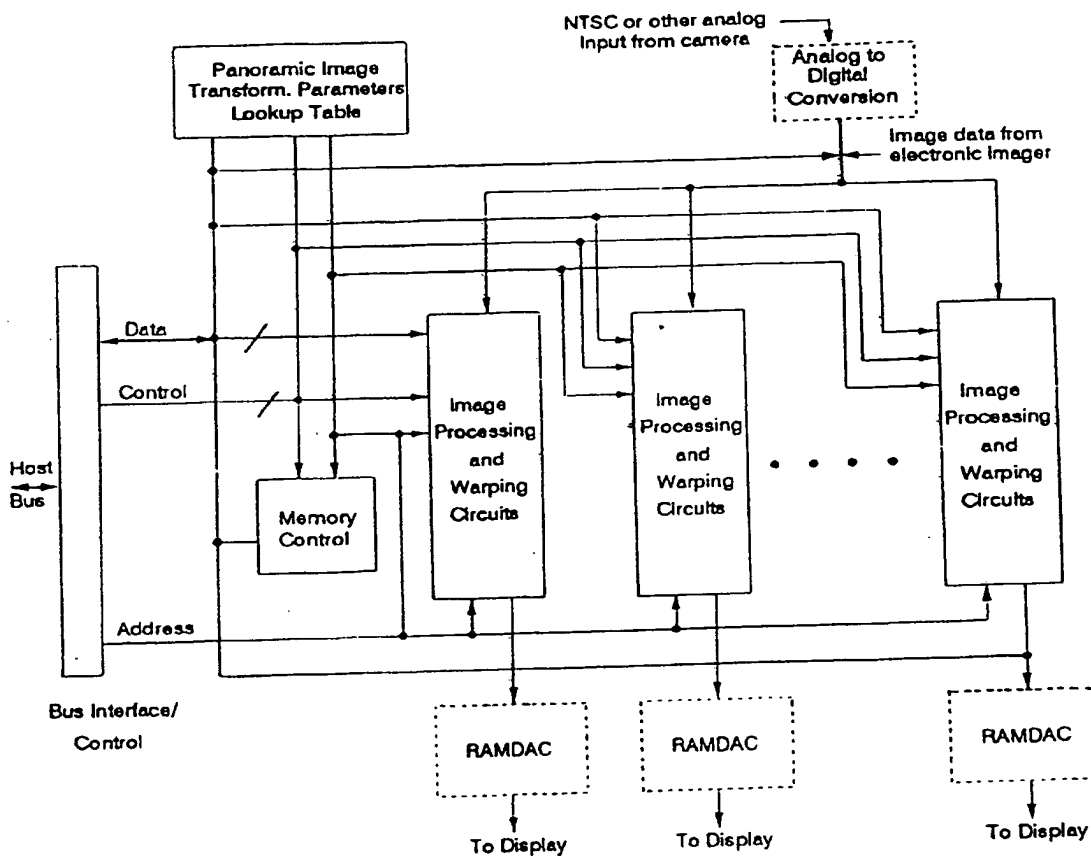 NTSC or other analog
Input from camera
Analog to
Digital
Conversion
Panoramic Image
Transform. Parameters
Lookup Table
Image data from
electronic imager
Data
Control
Host
Bus
Memory
Control
Address
Bus Interface/
Control
Image
Processing
and
Warping
Circuits
Image
Processing
and
Warping
Circuits
Image
Processing
and
Warping
Circuits
RAMDAC
RAMDAC
RAMDAC
To Display
To Display
To Display